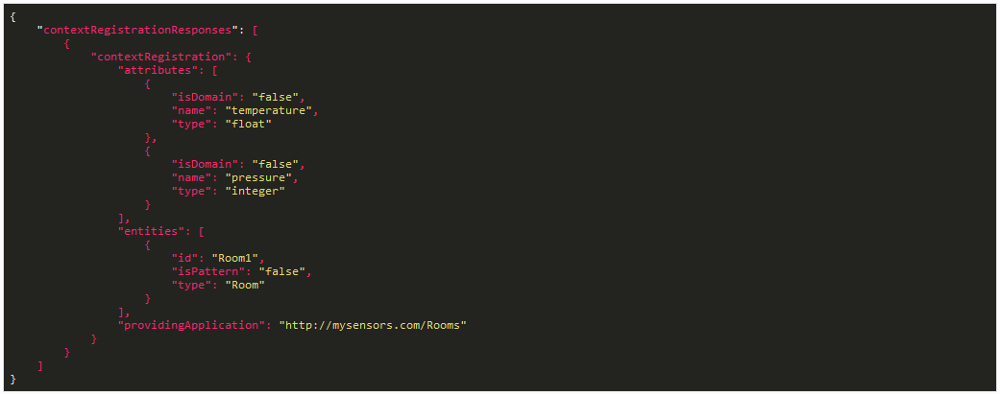 {
    "contextRegistrationResponses": [
        {
            "contextRegistration": {
                "attributes": [
                    {
                        "isDomain": "false",
                        "name": "temperature",
                        "type": "float"
                    },
                    {
                        "isDomain": "false",
                        "name": "pressure",
                        "type": "integer"
                    }
                ],
                "entities": [
                    {
                        "id": "Room1",
                        "isPattern": "false",
                        "type": "Room"
                    }
                ],
                "providingApplication": "http://mysensors.com/Rooms"
            }
        }
    ]
}